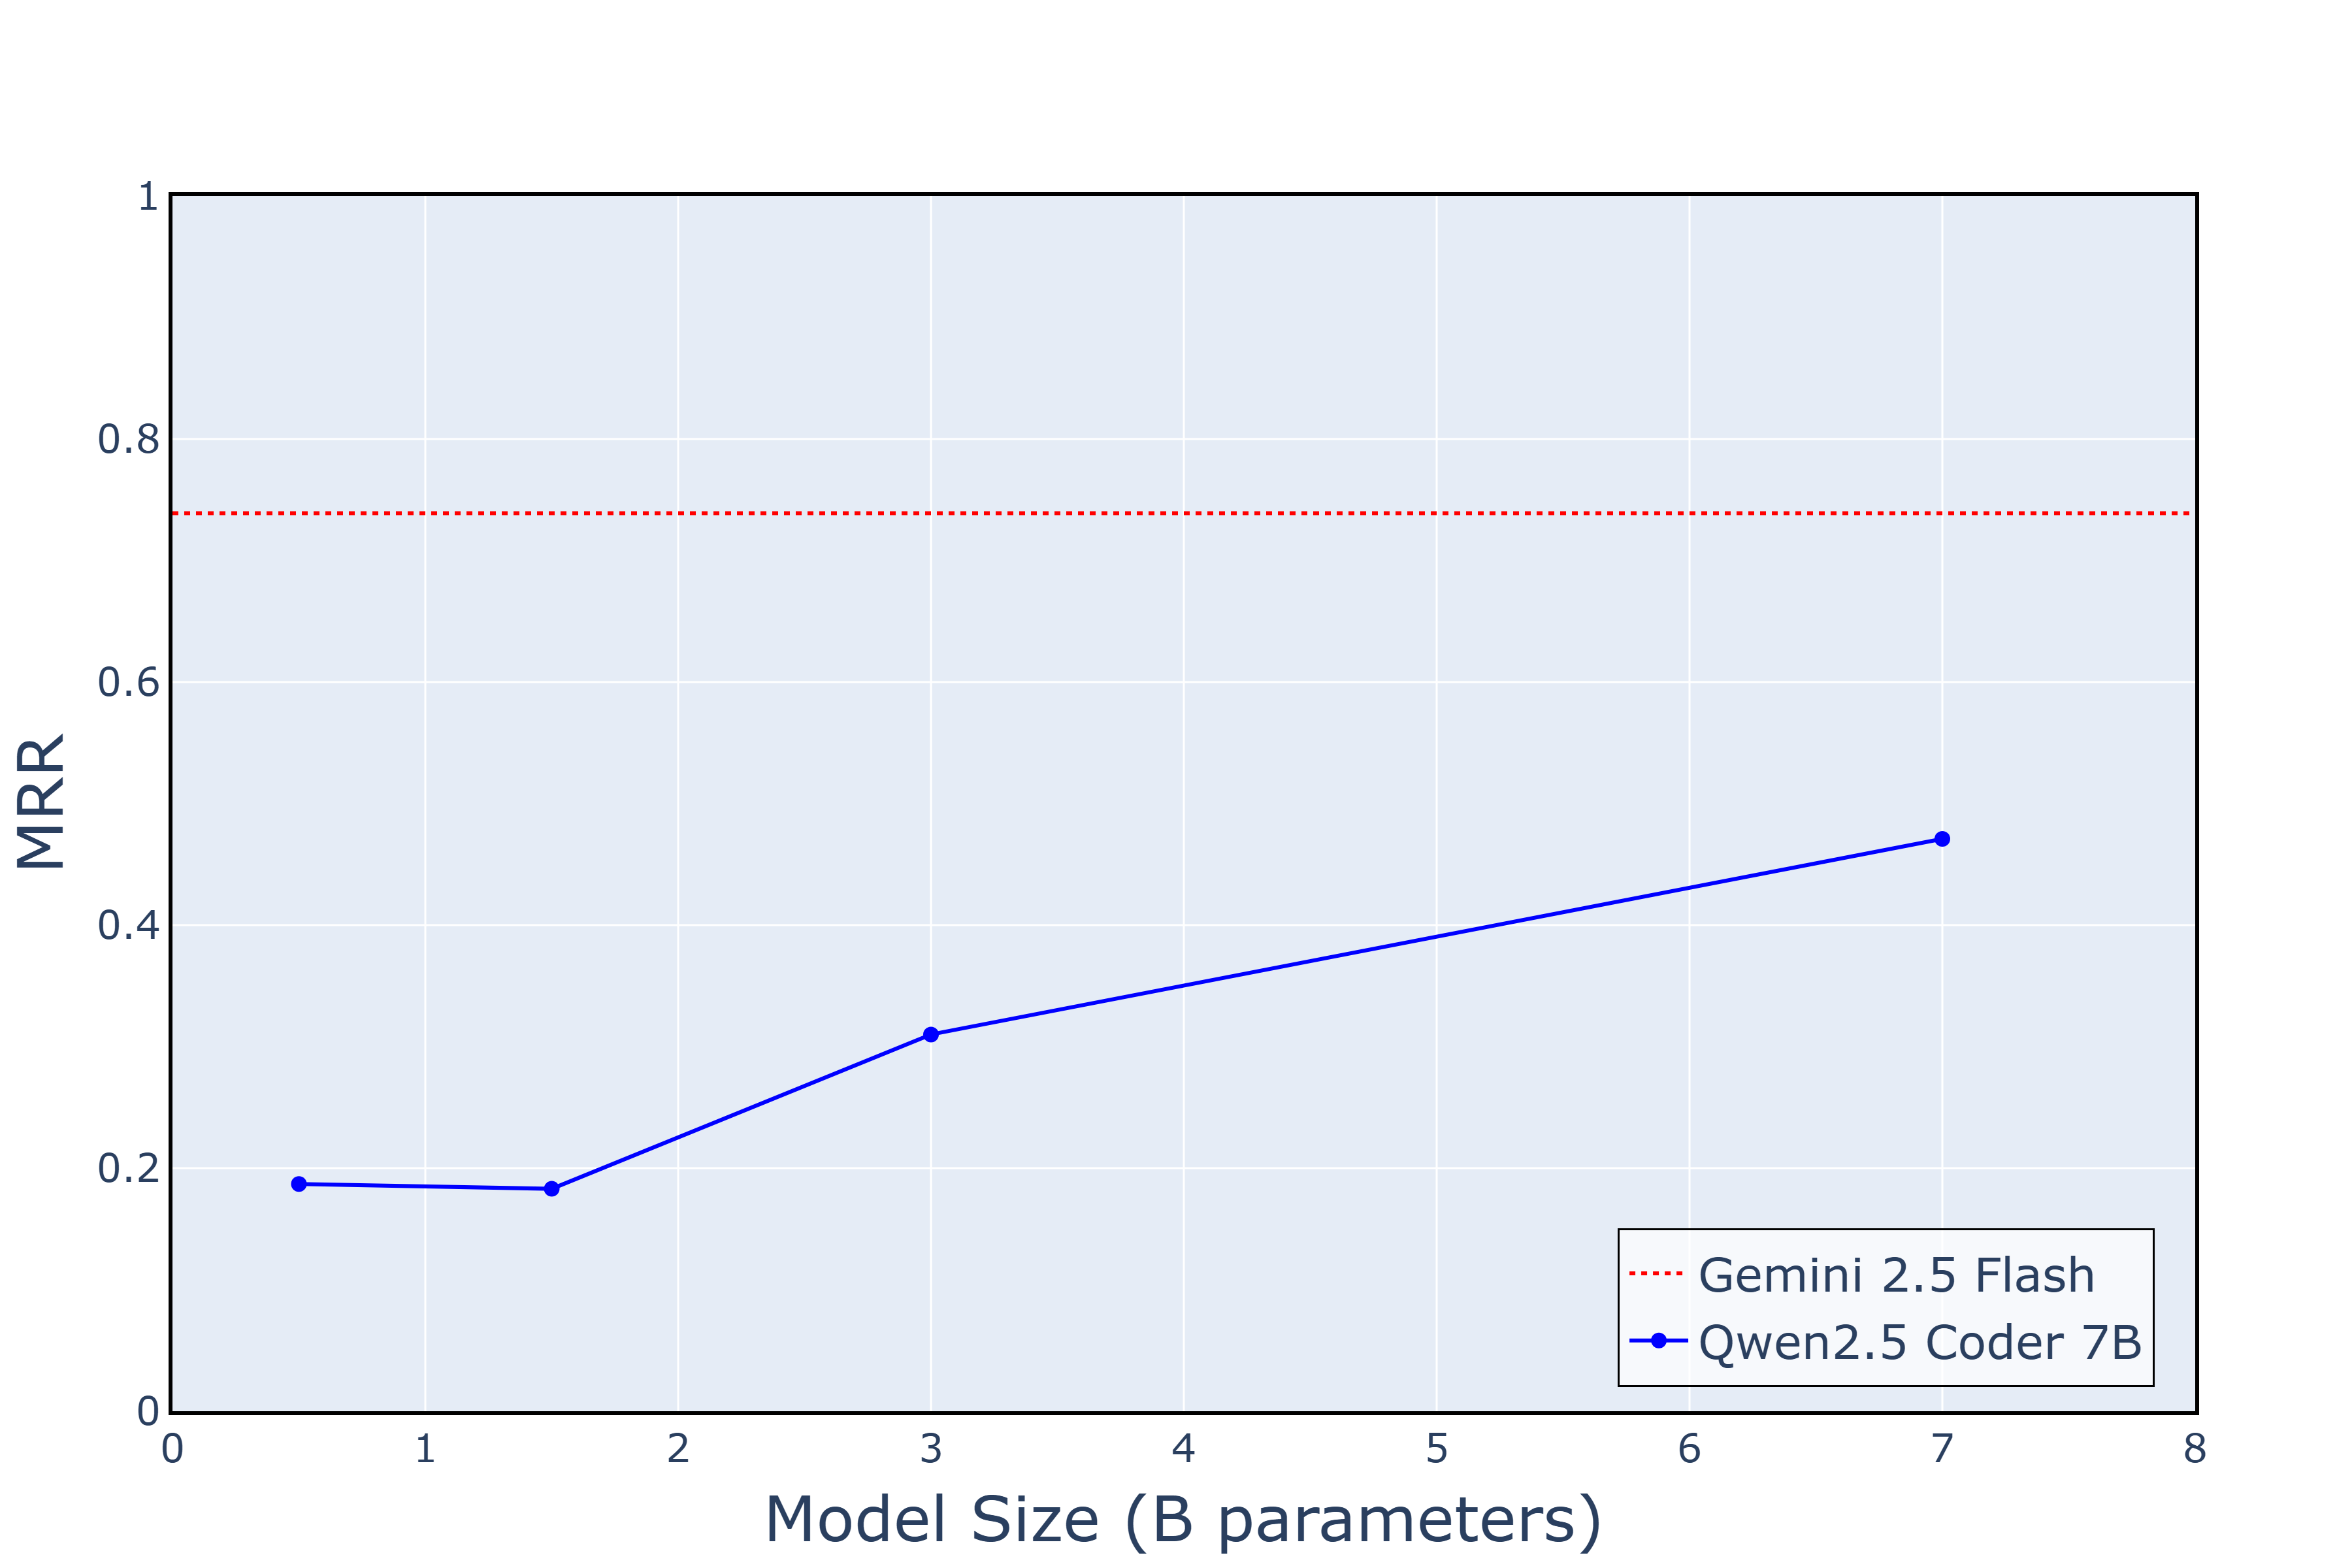 1
0.8
0.6
0.4
0.2
0
MRR
0 1 2 3 4 5 6 7 8
Model Size (B parameters)
Gemini 2.5 Flash
Qwen2.5 Coder 7B